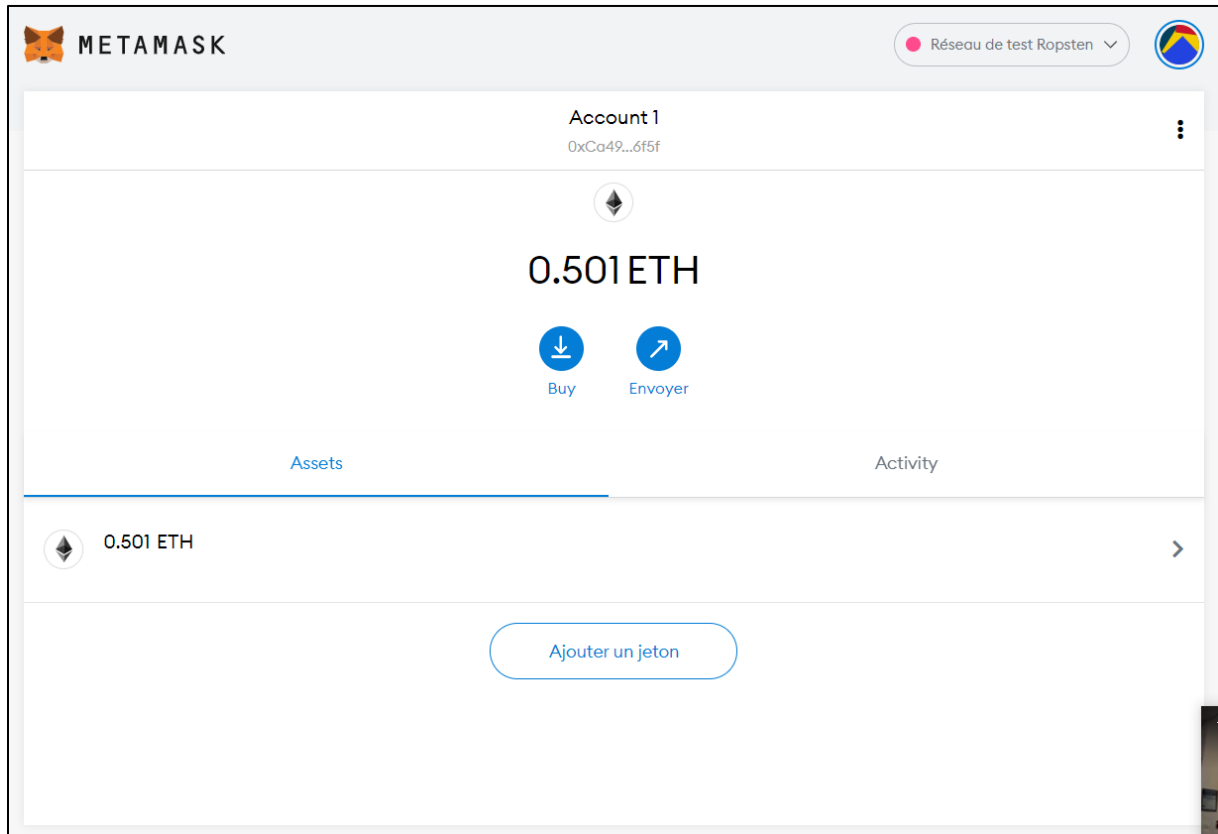 METAMASK
Réseau de test Ropsten
Account 1
0xCa49...6f5f
0.501 ETH
Buy
Envoyer
Assets
Activity
0.501 ETH
Ajouter un jeton